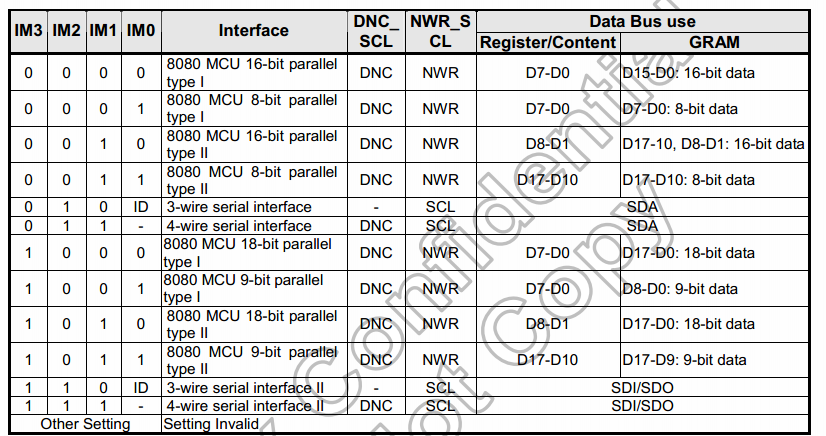 IM3 IM2 IM1 IM0 Interface DNC_SCL NWR_SCL Data Bus use
Register/Content GRAM
0 0 0 0 8080 MCU 16-bit parallel type I DNC NWR D7-D0 D15-D0: 16-bit data
0 0 0 1 8080 MCU 8-bit parallel type I DNC NWR D7-D0 D7-D0: 8-bit data
0 0 1 0 8080 MCU 16-bit parallel type II DNC NWR D8-D1 D17-10, D8-D1: 16-bit data
0 0 1 1 8080 MCU 8-bit parallel type II DNC NWR D17-D10 D17-D10: 8-bit data
0 1 0 ID 3-wire serial interface - SCL SDA
0 1 1 - 4-wire serial interface DNC SCL SDA
1 0 0 0 8080 MCU 18-bit parallel type I DNC NWR D7-D0 D17-D0: 18-bit data
1 0 0 1 8080 MCU 9-bit parallel type I DNC NWR D7-D0 D8-D0: 9-bit data
1 0 1 0 8080 MCU 18-bit parallel type II DNC NWR D8-D1 D17-D0: 18-bit data
1 0 1 1 8080 MCU 9-bit parallel type II DNC NWR D17-D10 D17-D9: 9-bit data
1 1 0 ID 3-wire serial interface II - SCL SDI/SDO
1 1 1 - 4-wire serial interface II DNC SCL SDI/SDO
Other Setting Setting Invalid
Confidential
Copy